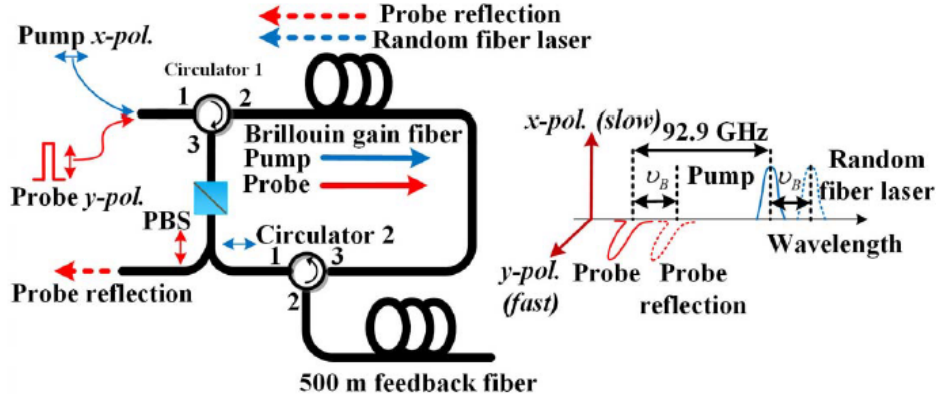 Probe reflection
Random fiber laser
Pump x-pol.
Circulator 1
1
2
3
Brillouin gain fiber
Pump
Probe
Probe y-pol.
PBS
Circulator 2
1
3
2
Probe reflection
500 m feedback fiber
x-pol. (slow)
92.9 GHz
υB
Pump
υB
Random
fiber laser
Wavelength
y-pol.
(fast)
Probe
Probe
reflection